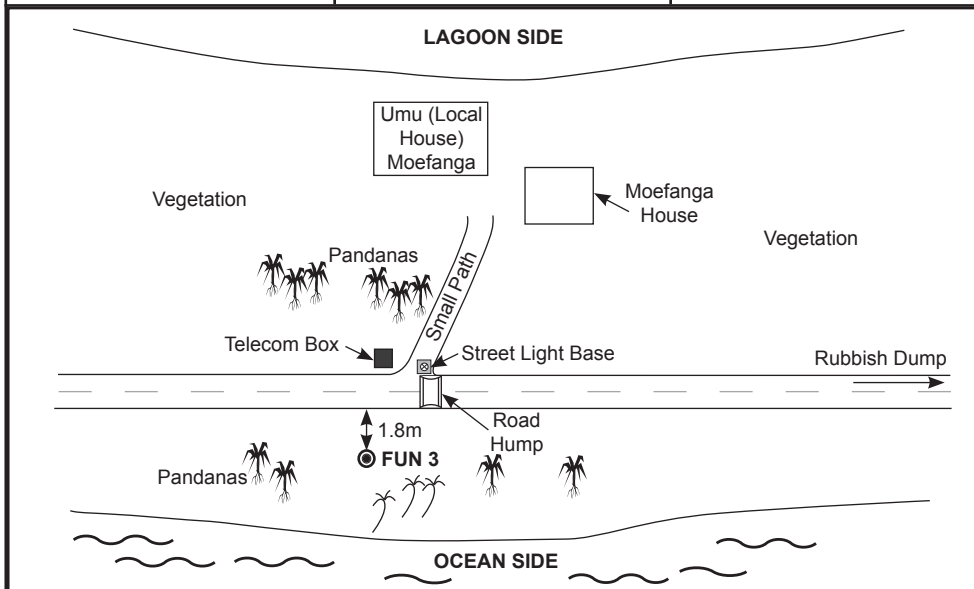 LAGOON SIDE
Umu (Local
House)
Moefanga
Moefanga
House
Vegetation
Vegetation
Pandanas
Small Path
Telecom Box
Street Light Base
Rubbish Dump
1.8m
Road
Hump
FUN 3
Pandanas
OCEAN SIDE